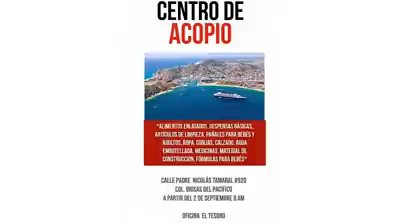 CENTRO DE
ACOPIO
"ALIMENTOS ENLATADOS, DESPENSAS BÁSICAS,
ARTICULOS DE LIMPIEZA, PAÑALES PARA BEBÉS Y
ADULTOS, ROPA, COBIJAS, CALZADO, AGUA
EMBOTELLADA, MEDICINAS, MATERIAL DE
CONSTRUCCIÓN, FÓRMULAS PARA BEBÉS"
CALLE PADRE NICOLÁS TAMARAL #920
COL. BRISAS DEL PACÍFICO
A PARTIR DEL 2 DE SEPTIEMBRE 8 AM
OFICINA EL TESORO